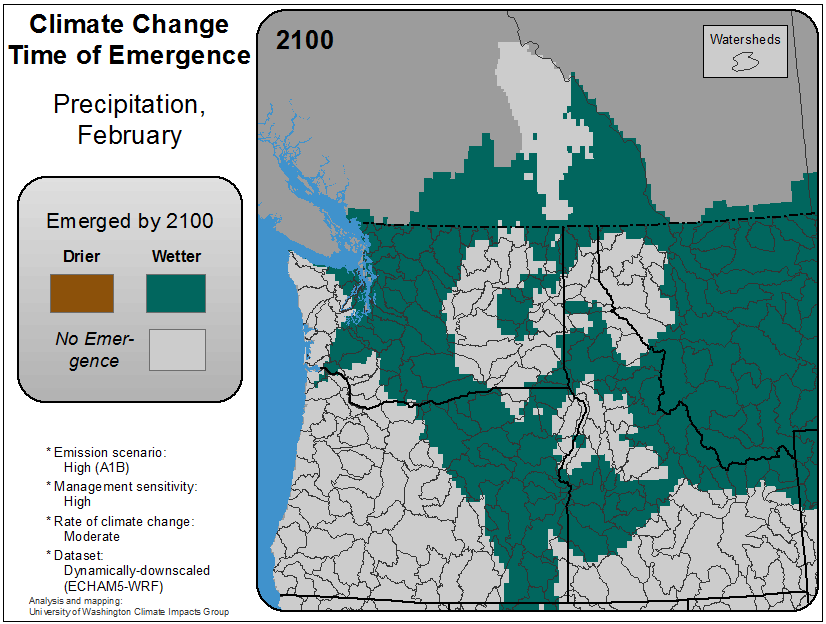 Climate Change
Time of Emergence
Precipitation,
February
Emerged by 2100
Drier
Wetter
No Emer-
gence
* Emission scenario:
High (A1B)
* Management sensitivity:
High
* Rate of climate change:
Moderate
* Dataset:
Dynamically-downscaled
(ECHAM5-WRF)
Analysis and mapping:
University of Washington Climate Impacts Group
2100
Watersheds